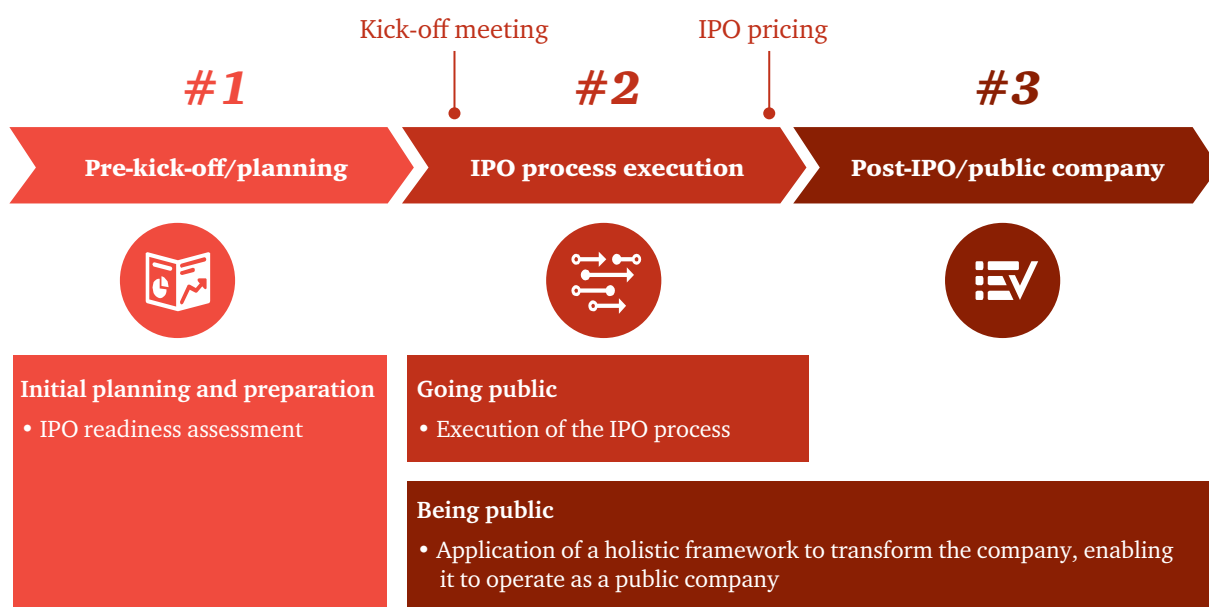 Kick-off meeting
IPO pricing
#1
#2
#3
Pre-kick-off/planning
IPO process execution
Post-IPO/public company
Initial planning and preparation
• IPO readiness assessment
Going public
• Execution of the IPO process
Being public
• Application of a holistic framework to transform the company, enabling
it to operate as a public company